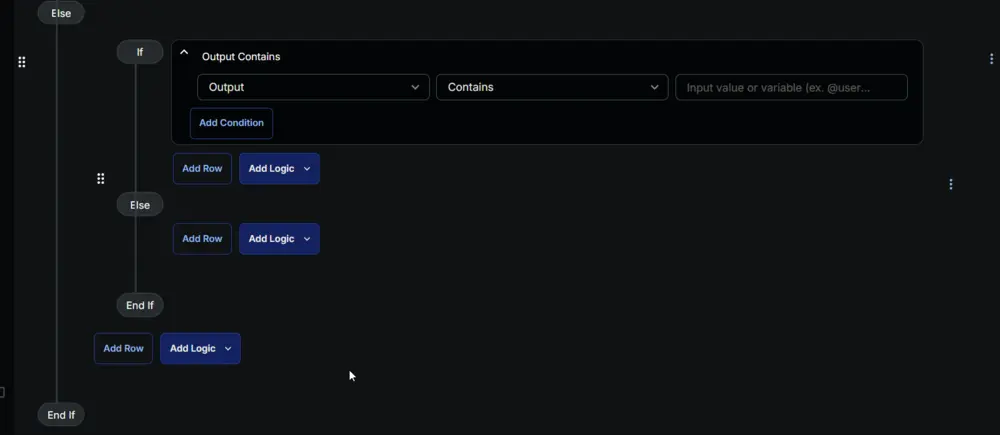 Else
If
Output Contains
Output
Contains
Input value or variable (ex. @user...
Add Condition
Add Row
Add Logic
Else
Add Row
Add Logic
End If
Add Row
Add Logic
End If